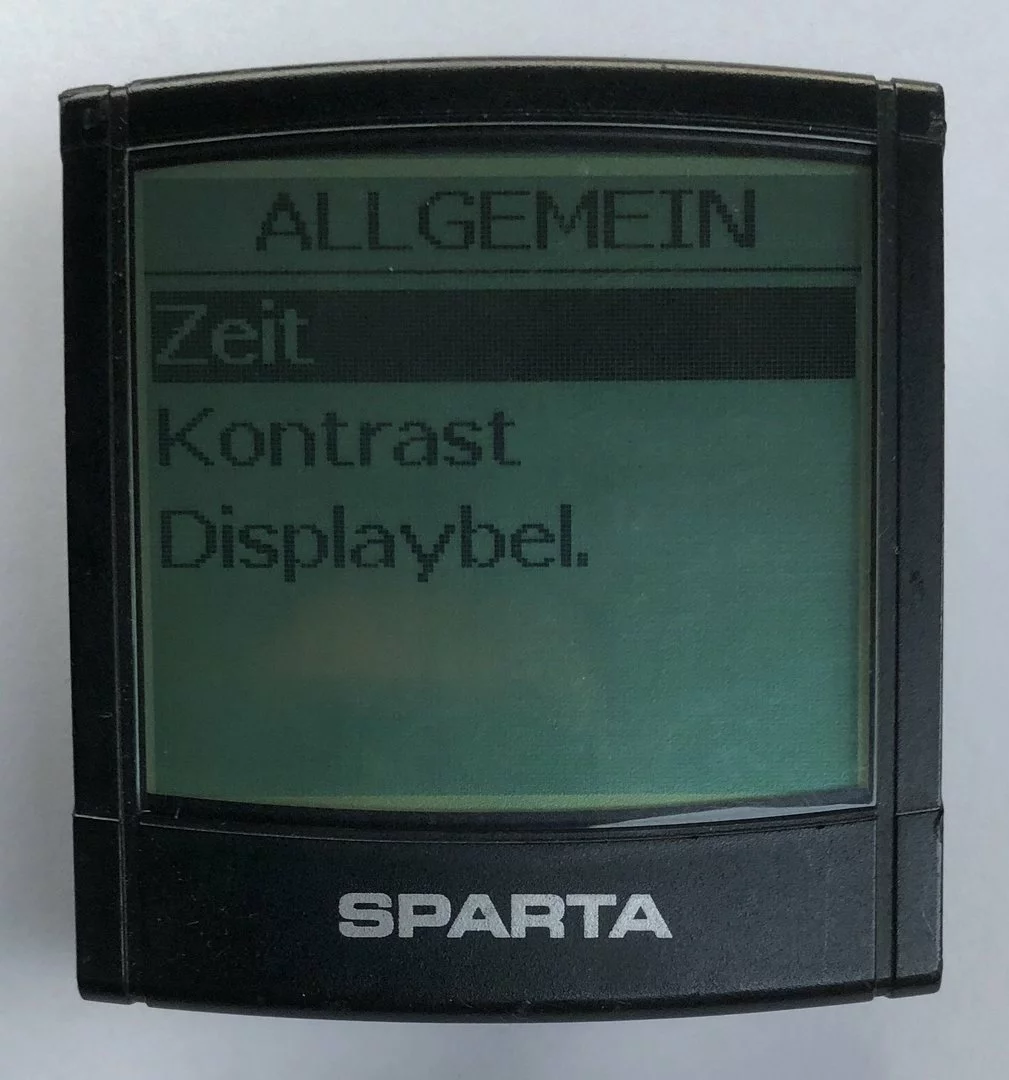 ALLGEMEIN
Zeit
Kontrast
Displaybel.
SPARTA